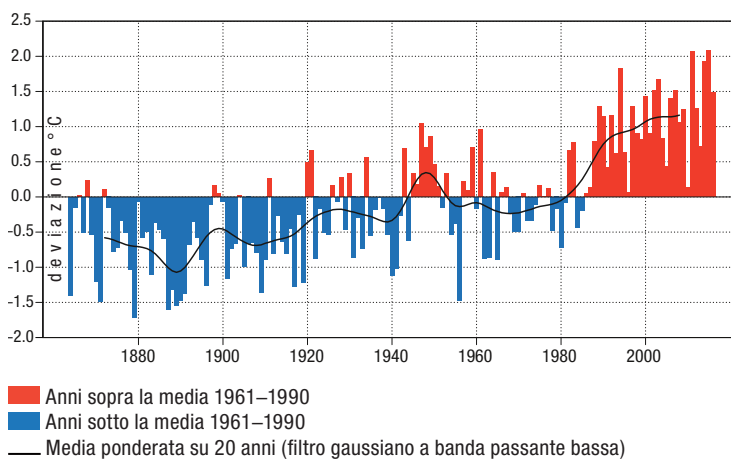 2.5
2.0
1.5
1.0
0.5
0.0
-0.5
-1.0
-1.5
-2.0
deviazione °C
1880 1900 1920 1940 1960 1980 2000
Anni sopra la media 1961–1990
Anni sotto la media 1961–1990
Media ponderata su 20 anni (filtro gaussiano a banda passante bassa)